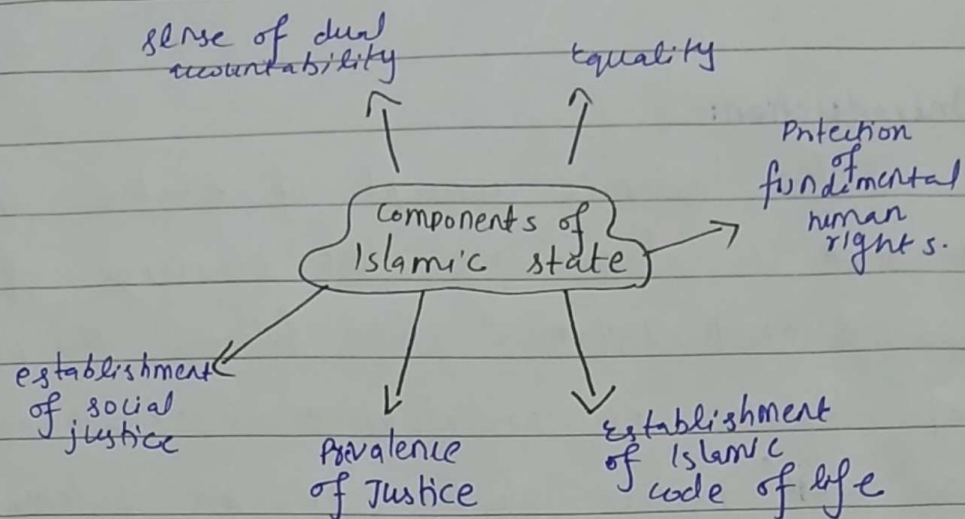 sense of dual
accountability
Equality
Protection
of
fundimental
human
rights.
Components of
Islamic state
establishment
of social
justice
Prevalence
of Justice
Establishment
of Islamic
code of life